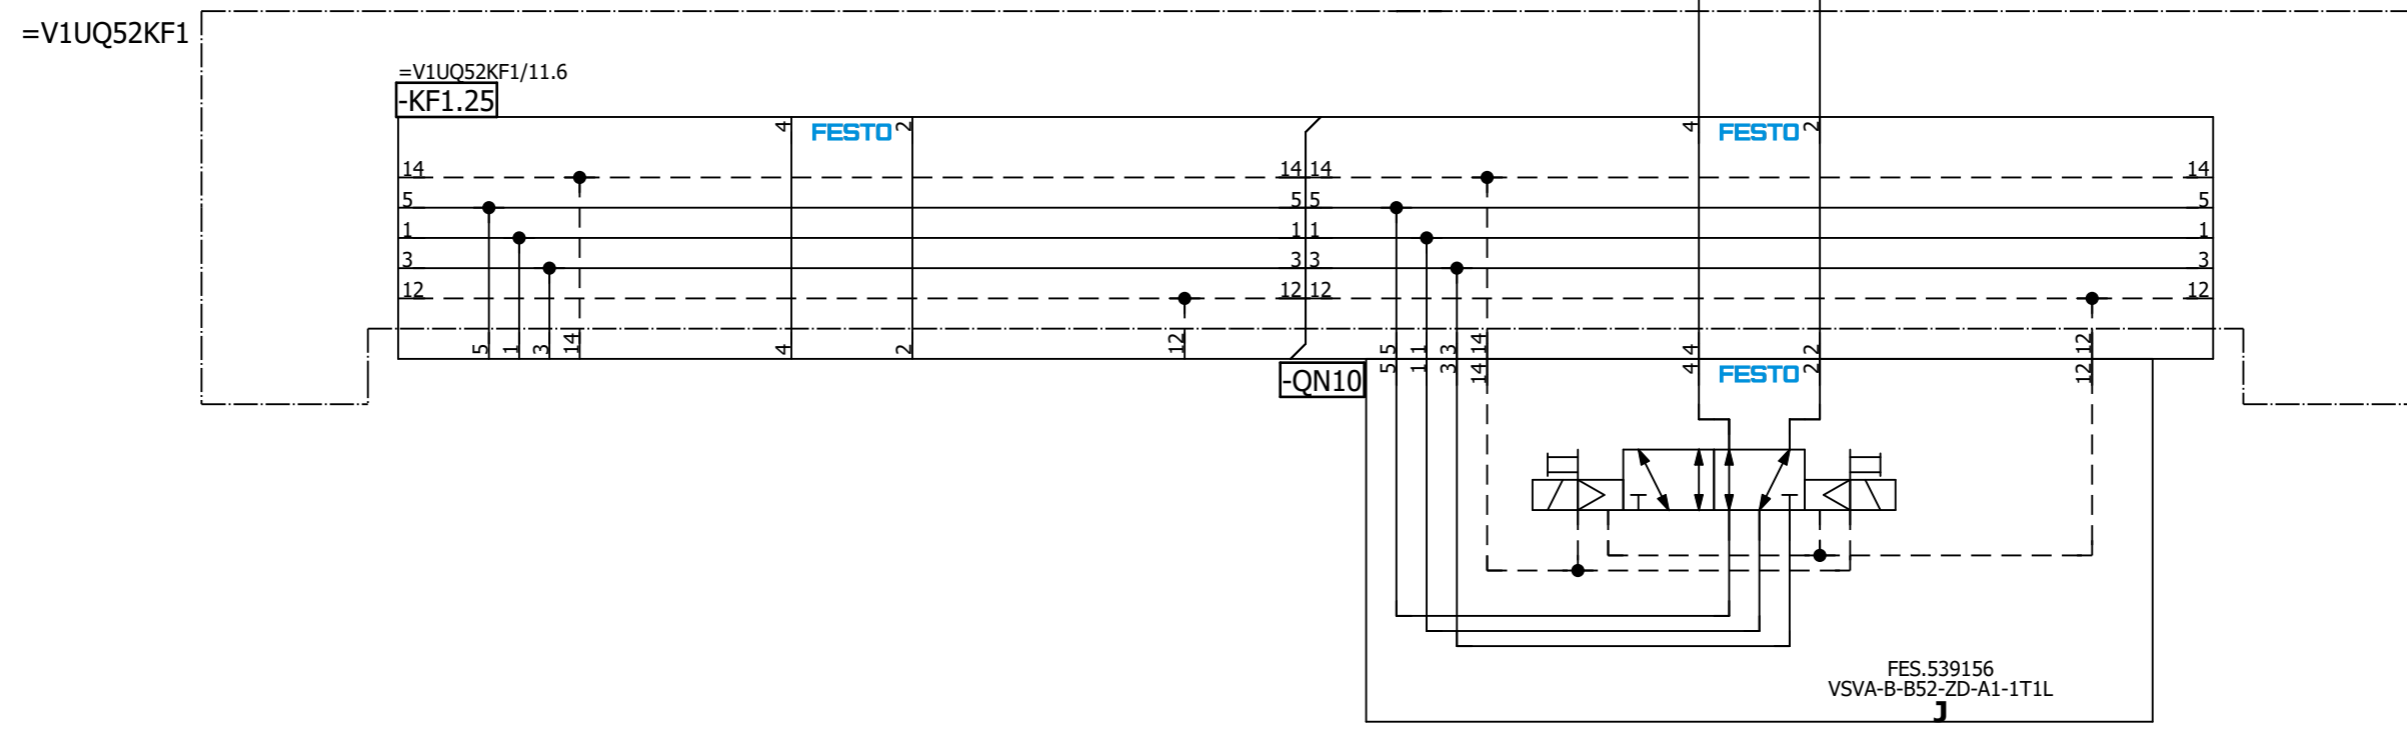 =V1UQ52KF1
=V1UQ52KF1/11.6
-KF1.25
4 FESTO 2 4 FESTO 2
14 14 14 14
5 5 5 5
1 1 1 1
3 3 3 3
12 12 12 12
5 1 3 14 4 2 12 5 1 3 14 4 2 12
-QN10 5 1 3 14 4 FESTO 2 12
FES.539156
VSVA-B-B52-ZD-A1-1T1L
J